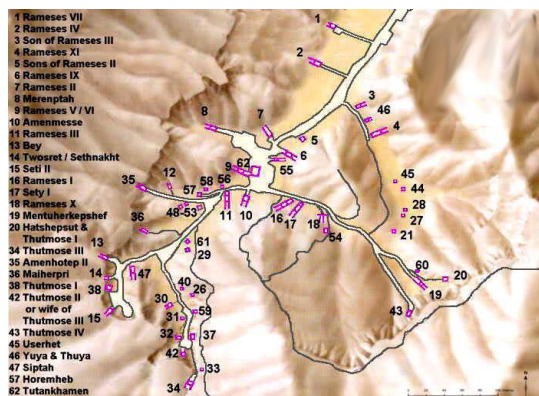 1 Rameses VII
2 Rameses IV
3 Son of Rameses III
4 Rameses XI
5 Sons of Rameses II
6 Rameses IX
7 Rameses II
8 Merenptah
9 Rameses V / VI
10 Amenmesse
11 Rameses III
13 Bey
14 Twosret / Sethnakht
15 Seti II
16 Rameses I
17 Sety I
18 Rameses X
19 Mentuherkepshef
20 Hatshepsut &
Thutmose I
34 Thutmose III
35 Amenhotep II
36 Maiherpri
38 Thutmose I
42 Thutmose II
or wife of
Thutmose III
43 Thutmose IV
45 Userhet
46 Yuya & Thuya
47 Siptah
57 Horemheb
62 Tutankhamen
1
2
3
46
4
8
7
5
6
55
9
62
45
44
28
27
21
35
12
57
58
56
48
53
11
10
16
17
18
54
36
61
29
13
47
14
38
15
60
20
19
43
40
26
30
31
59
32
37
42
33
34